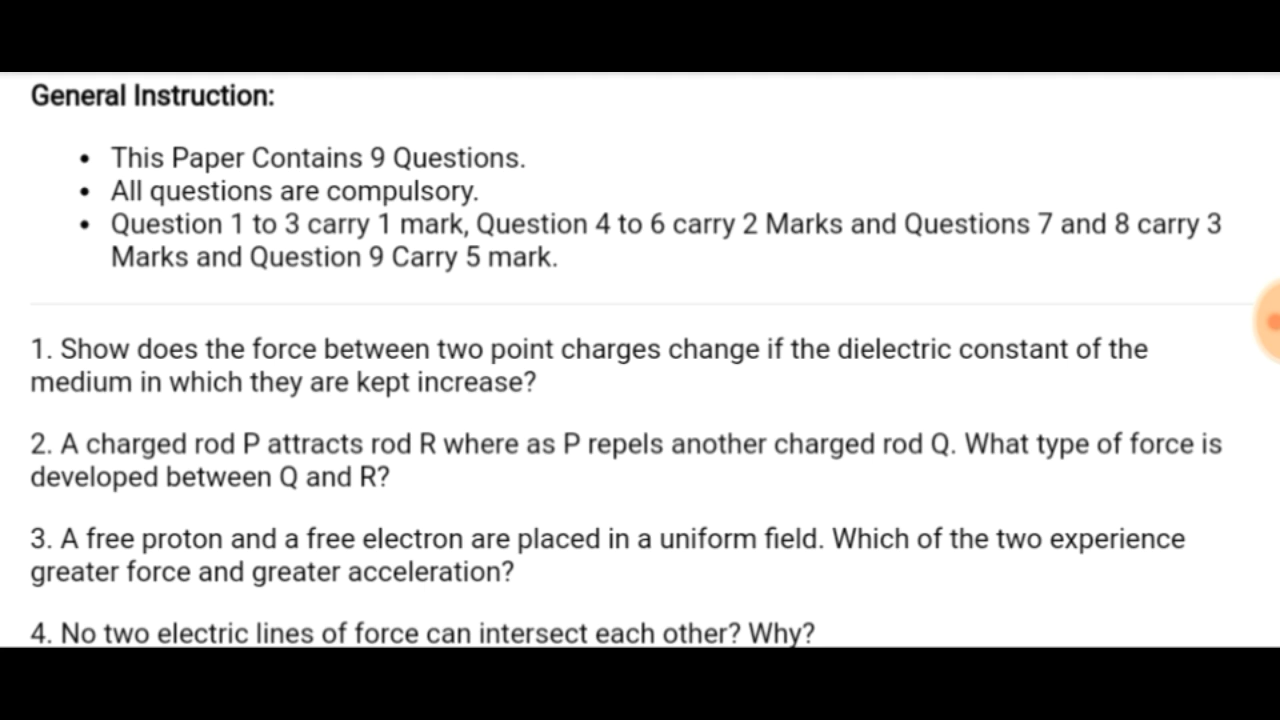 General Instruction:
• This Paper Contains 9 Questions.
• All questions are compulsory.
• Question 1 to 3 carry 1 mark, Question 4 to 6 carry 2 Marks and Questions 7 and 8 carry 3
Marks and Question 9 Carry 5 mark.
1. Show does the force between two point charges change if the dielectric constant of the
medium in which they are kept increase?
2. A charged rod P attracts rod R where as P repels another charged rod Q. What type of force is
developed between Q and R?
3. A free proton and a free electron are placed in a uniform field. Which of the two experience
greater force and greater acceleration?
4. No two electric lines of force can intersect each other? Why?